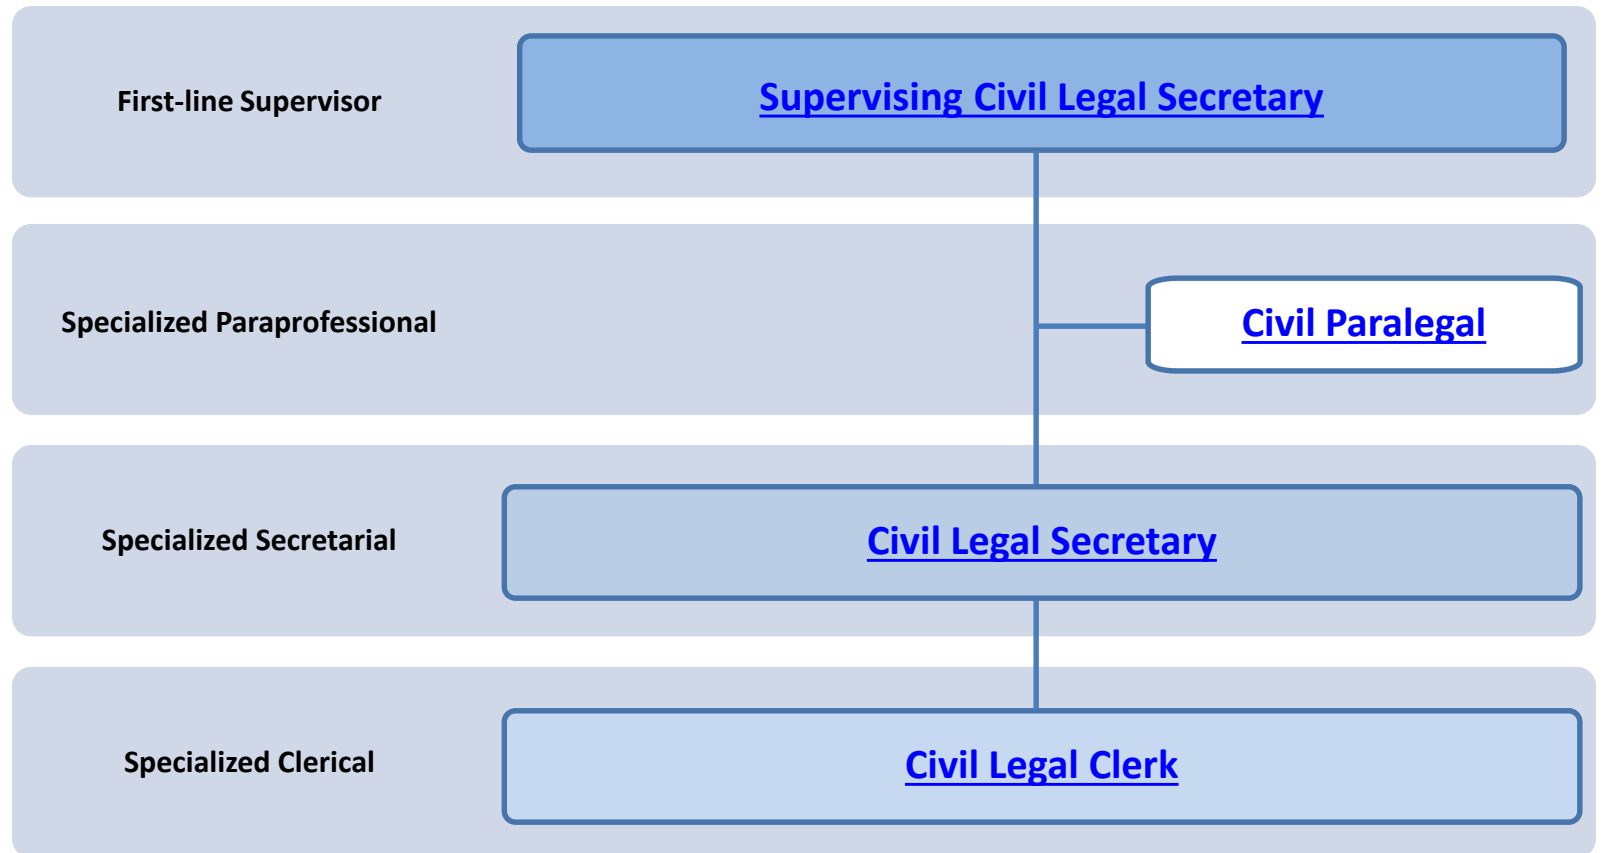 First-line Supervisor
Supervising Civil Legal Secretary
Specialized Paraprofessional
Civil Paralegal
Specialized Secretarial
Civil Legal Secretary
Specialized Clerical
Civil Legal Clerk